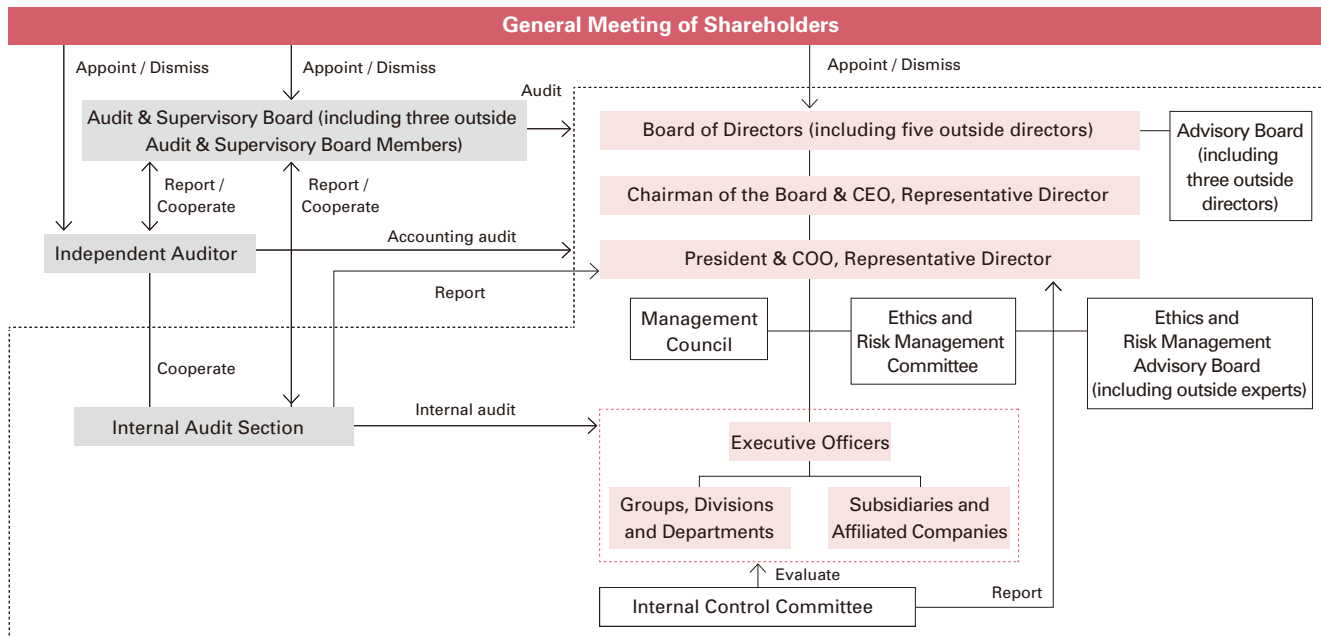 General Meeting of Shareholders
Appoint / Dismiss
Appoint / Dismiss
Appoint / Dismiss
Audit
Audit & Supervisory Board (including three outside
Audit & Supervisory Board Members)
Board of Directors (including five outside directors)
Advisory Board
(including
three outside
directors)
Report /
Cooperate
Report /
Cooperate
Chairman of the Board & CEO, Representative Director
Independent Auditor
Accounting audit
President & COO, Representative Director
Report
Management
Council
Ethics and
Risk Management
Committee
Ethics and
Risk Management
Advisory Board
(including outside experts)
Cooperate
Internal Audit Section
Internal audit
Executive Officers
Groups, Divisions
and Departments
Subsidiaries and
Affiliated Companies
Evaluate
Internal Control Committee
Report